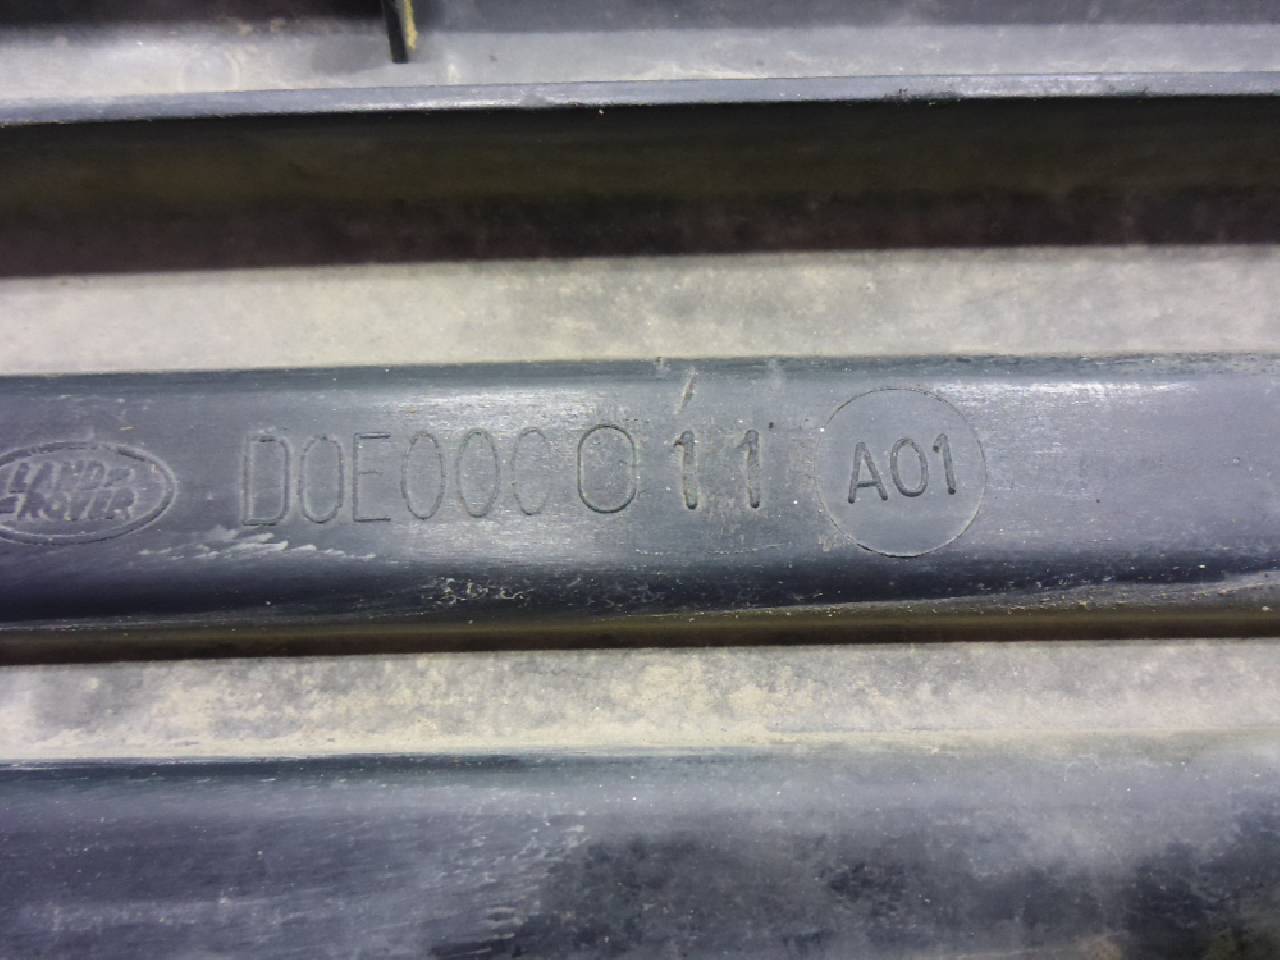 LAND ROVER D0E000011 A01